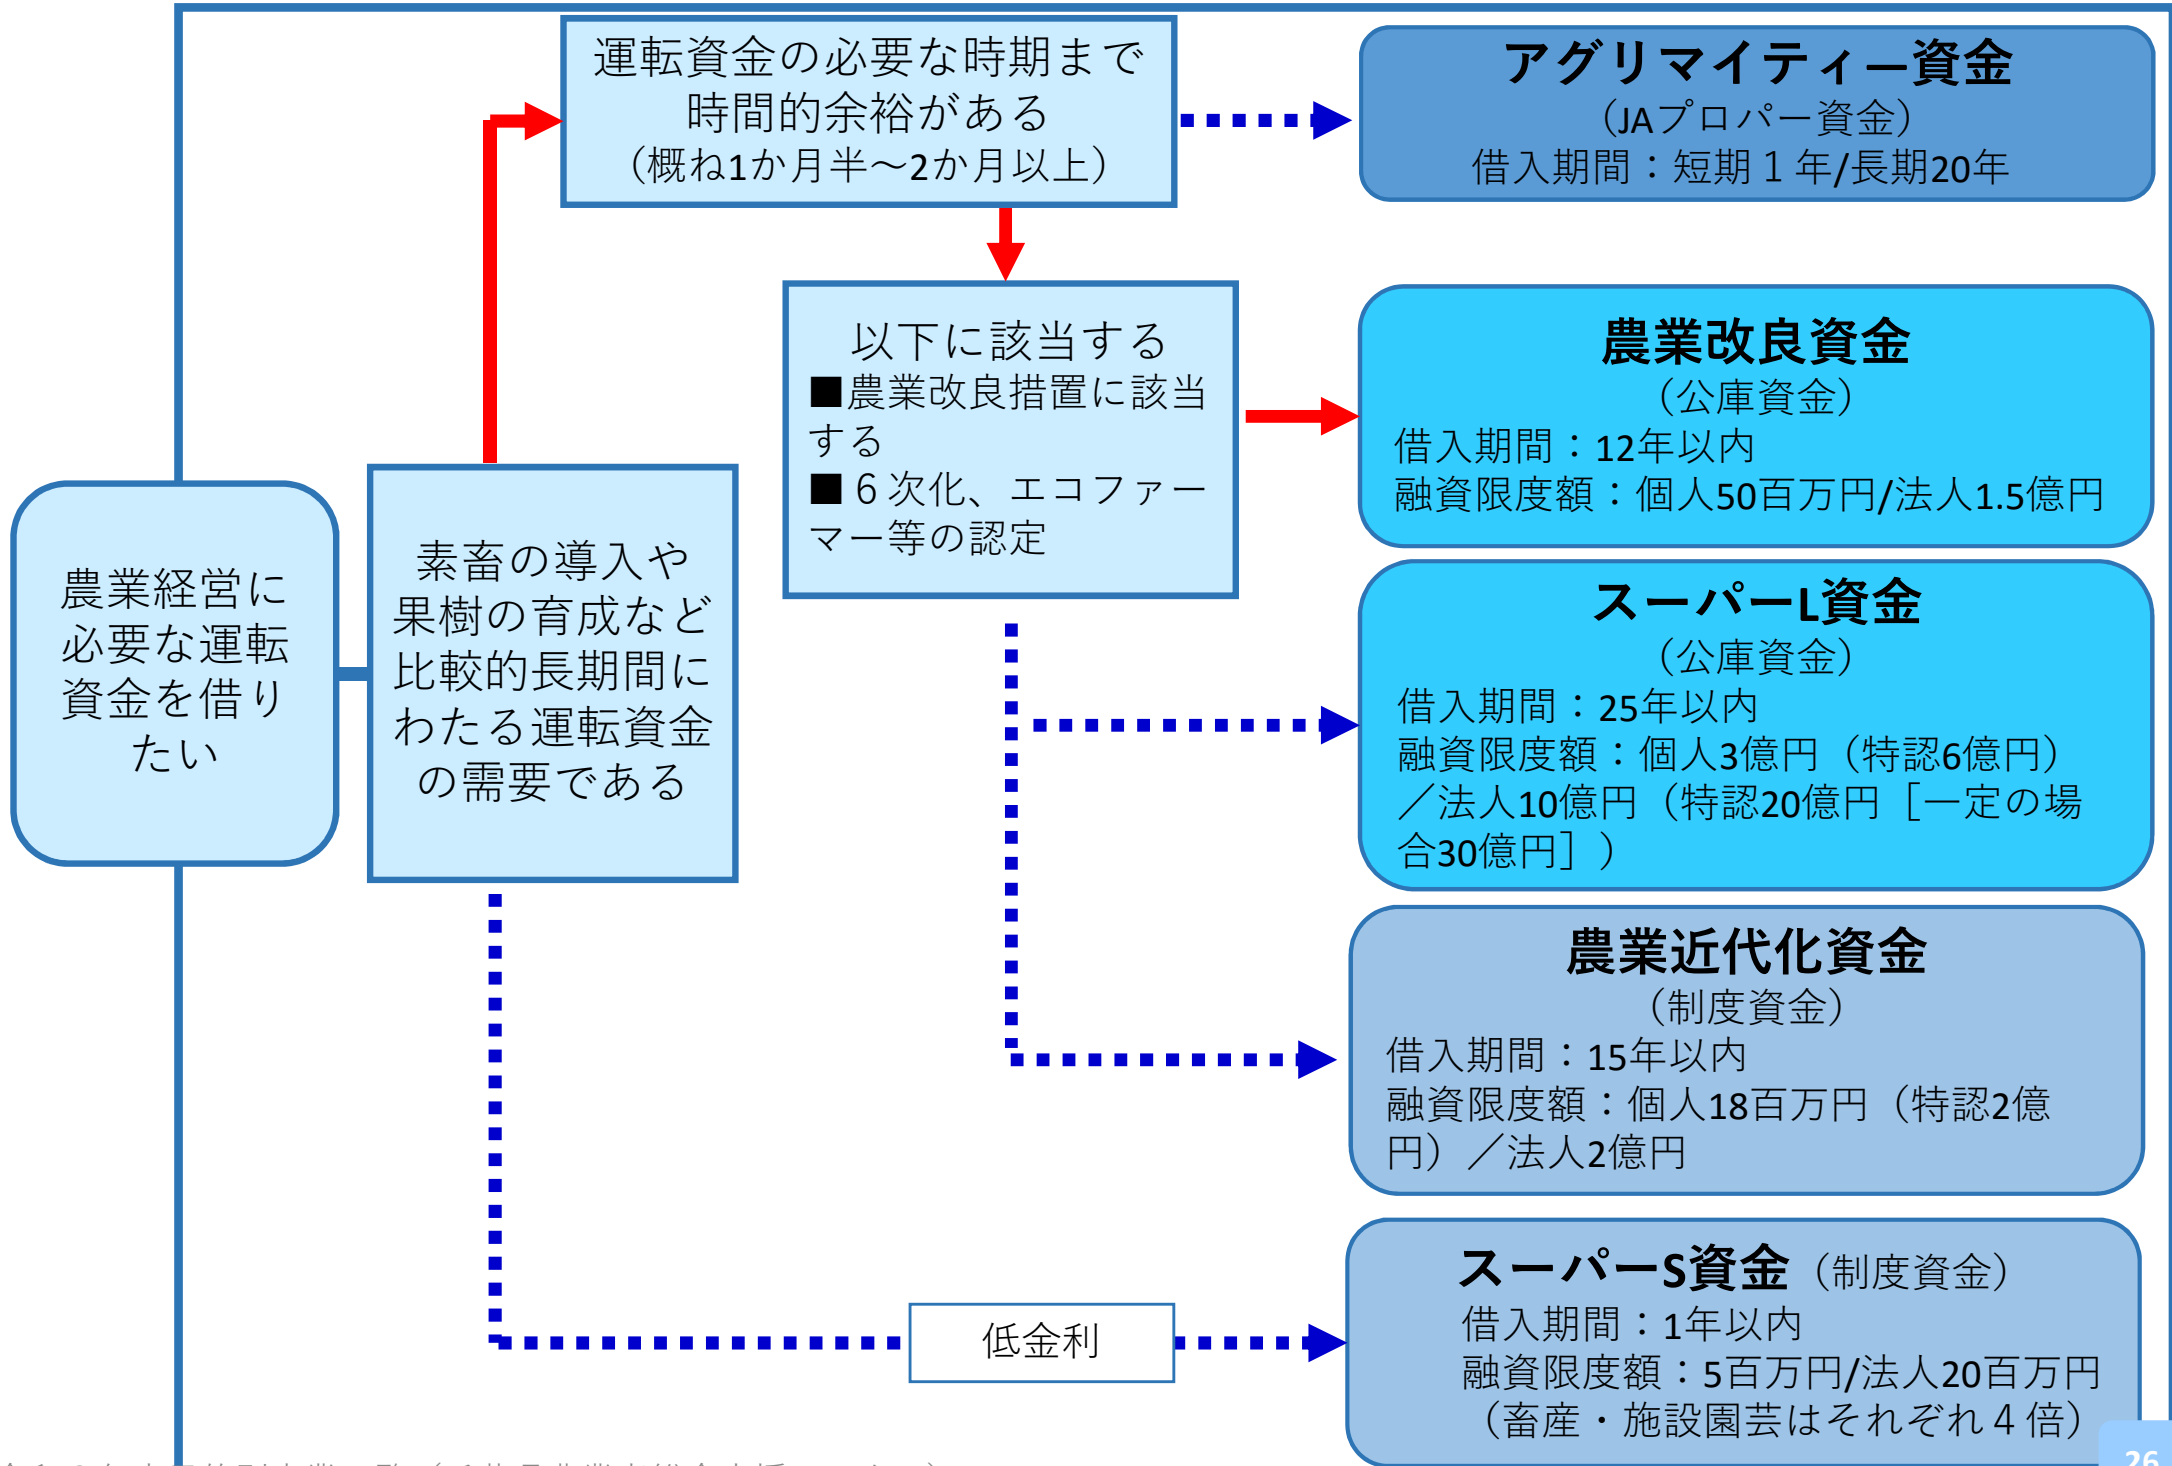 運転資金の必要な時期まで
時間的余裕がある
（概ね1か月半～2か月以上）
アグリマイティ―資金
（JAプロパー資金）
借入期間：短期１年/長期20年
以下に該当する
■農業改良措置に該当
する
■６次化、エコファー
マー等の認定
農業改良資金
（公庫資金）
借入期間：12年以内
融資限度額：個人50百万円/法人1.5億円
農業経営に
必要な運転
資金を借り
たい
素畜の導入や
果樹の育成など
比較的長期間に
わたる運転資金
の需要である
スーパーL資金
（公庫資金）
借入期間：25年以内
融資限度額：個人3億円（特認6億円）
／法人10億円（特認20億円［一定の場
合30億円］）
農業近代化資金
（制度資金）
借入期間：15年以内
融資限度額：個人18百万円（特認2億
円）／法人2億円
低金利
スーパーS資金（制度資金）
借入期間：1年以内
融資限度額：5百万円/法人20百万円
（畜産・施設園芸はそれぞれ４倍）
26